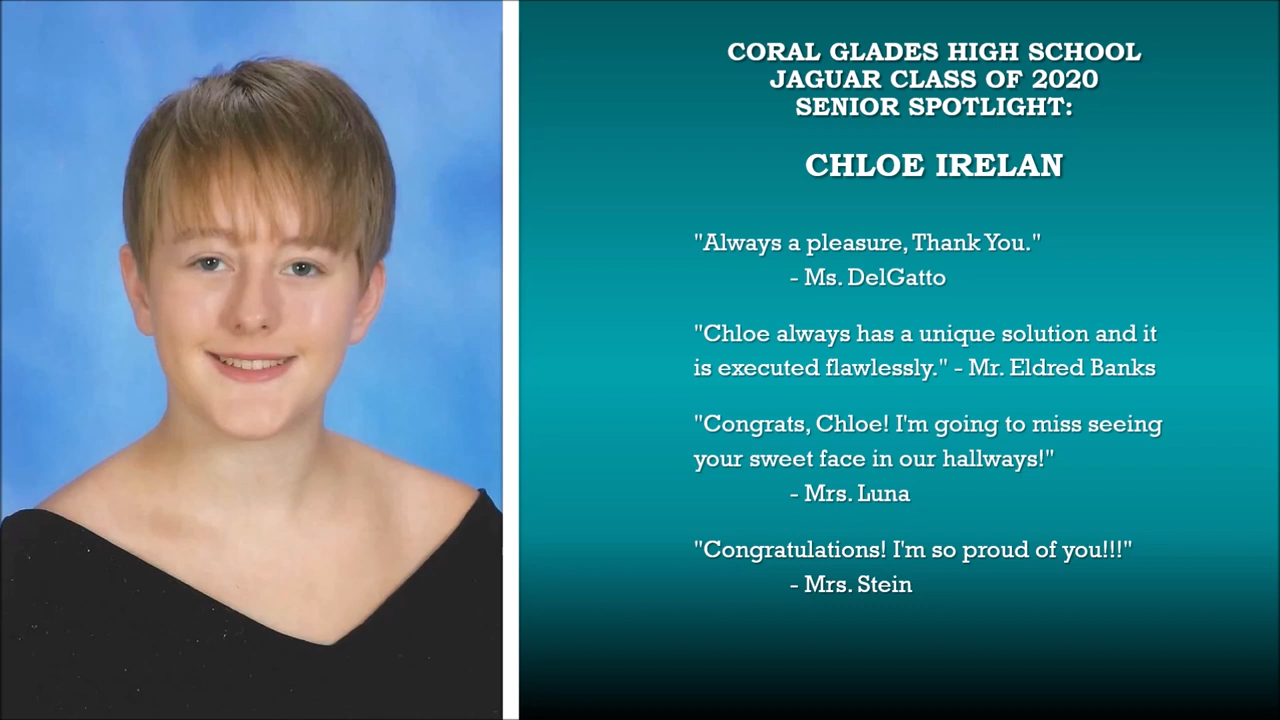 CORAL GLADES HIGH SCHOOL
JAGUAR CLASS OF 2020
SENIOR SPOTLIGHT:
CHLOE IRELAN
"Always a pleasure, Thank You."
- Ms. DelGatto
"Chloe always has a unique solution and it
is executed flawlessly." - Mr. Eldred Banks
"Congrats, Chloe! I'm going to miss seeing
your sweet face in our hallways!"
- Mrs. Luna
"Congratulations! I'm so proud of you!!!"
- Mrs. Stein